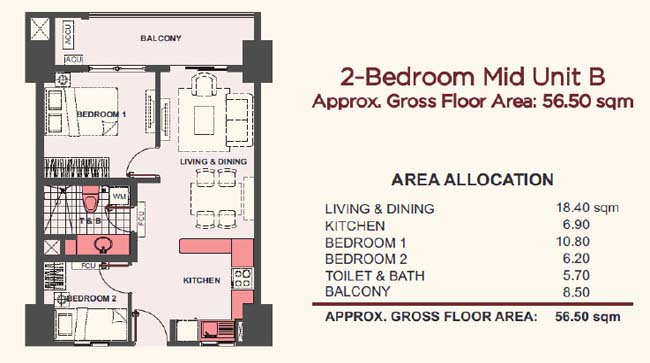 BALCONY
ACCU
ACU
BEDROOM 1
LIVING & DINING
WM
T & B
FCU
FCU
KITCHEN
BEDROOM 2
2-Bedroom Mid Unit B
Approx. Gross Floor Area: 56.50 sqm
AREA ALLOCATION
LIVING & DINING 18.40 sqm
KITCHEN 6.90
BEDROOM 1 10.80
BEDROOM 2 6.20
TOILET & BATH 5.70
BALCONY 8.50
APPROX. GROSS FLOOR AREA: 56.50 sqm